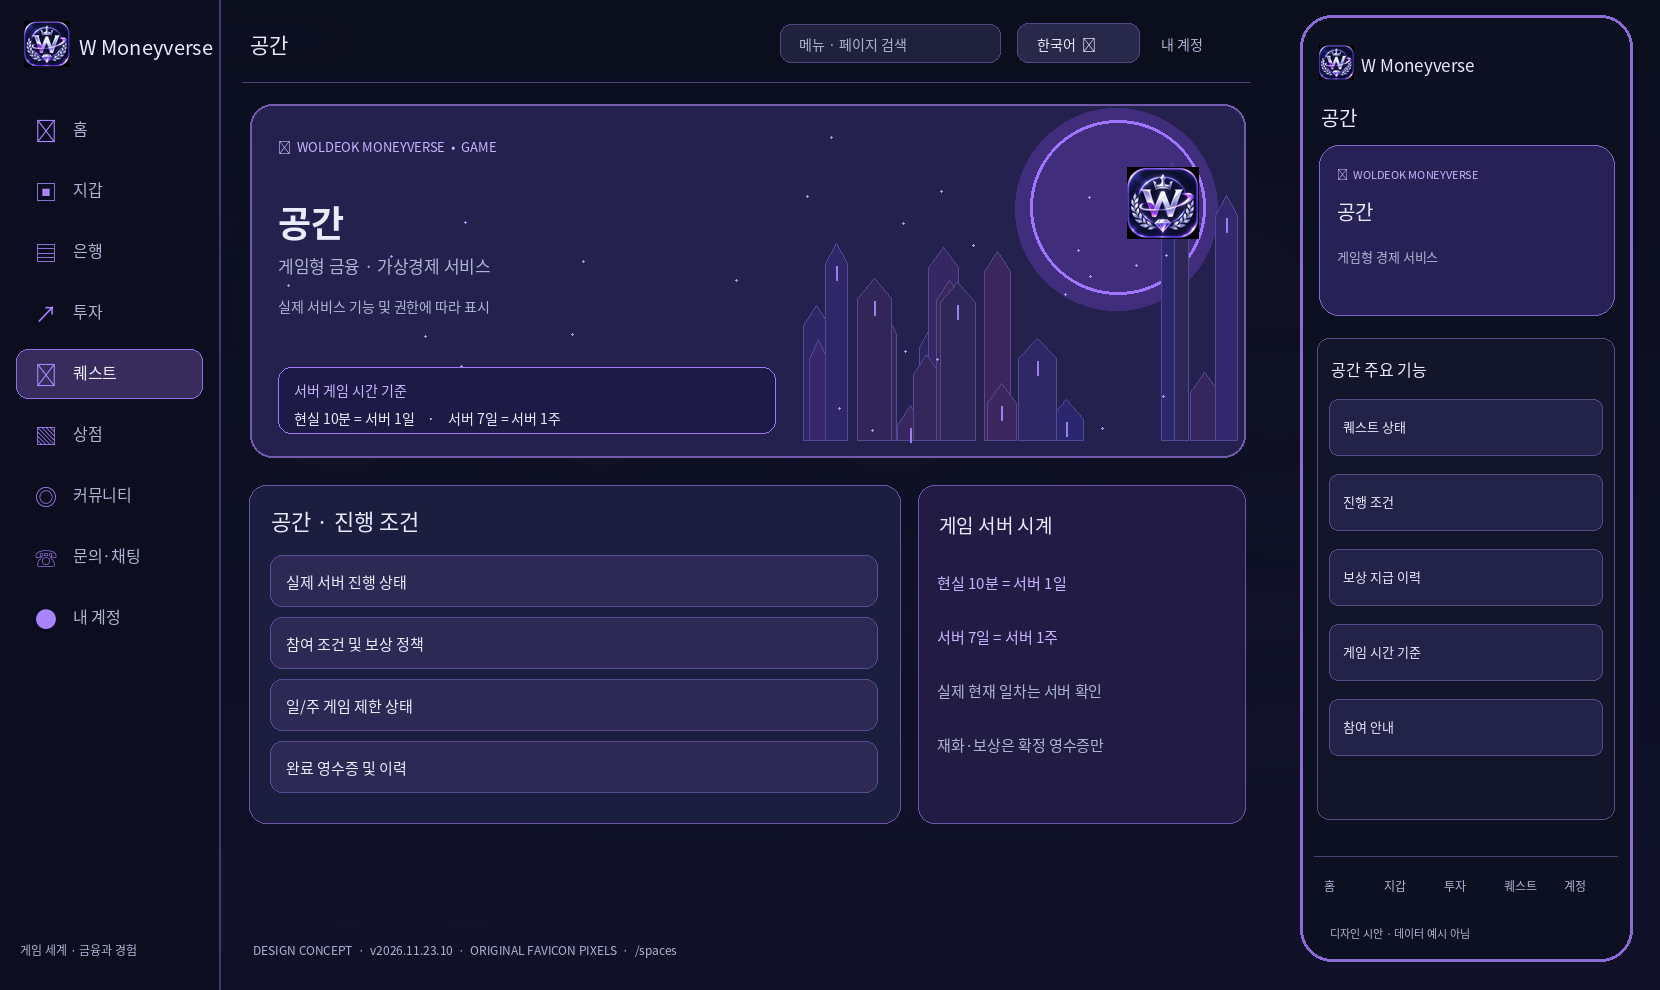 W Moneyverse
홈
지갑
은행
투자
퀘스트
상점
커뮤니티
문의·채팅
내 계정
게임 세계 · 금융과 경험
공간
메뉴 · 페이지 검색
한국어
내 계정
WOLDEOK MONEYVERSE • GAME
공간
게임형 금융 · 가상경제 서비스
실제 서비스 기능 및 권한에 따라 표시
서버 게임 시간 기준
현실 10분 = 서버 1일 · 서버 7일 = 서버 1주
W
공간 · 진행 조건
실제 서버 진행 상태
참여 조건 및 보상 정책
일/주 게임 제한 상태
완료 영수증 및 이력
게임 서버 시계
현실 10분 = 서버 1일
서버 7일 = 서버 1주
실제 현재 일차는 서버 확인
재화·보상은 확정 영수증만
DESIGN CONCEPT · v2026.11.23.10 · ORIGINAL FAVICON PIXELS · /spaces
W Moneyverse
공간
WOLDEOK MONEYVERSE
공간
게임형 경제 서비스
공간 주요 기능
퀘스트 상태
진행 조건
보상 지급 이력
게임 시간 기준
참여 안내
홈 지갑 투자 퀘스트 계정
디자인 시안 · 데이터 예시 아님